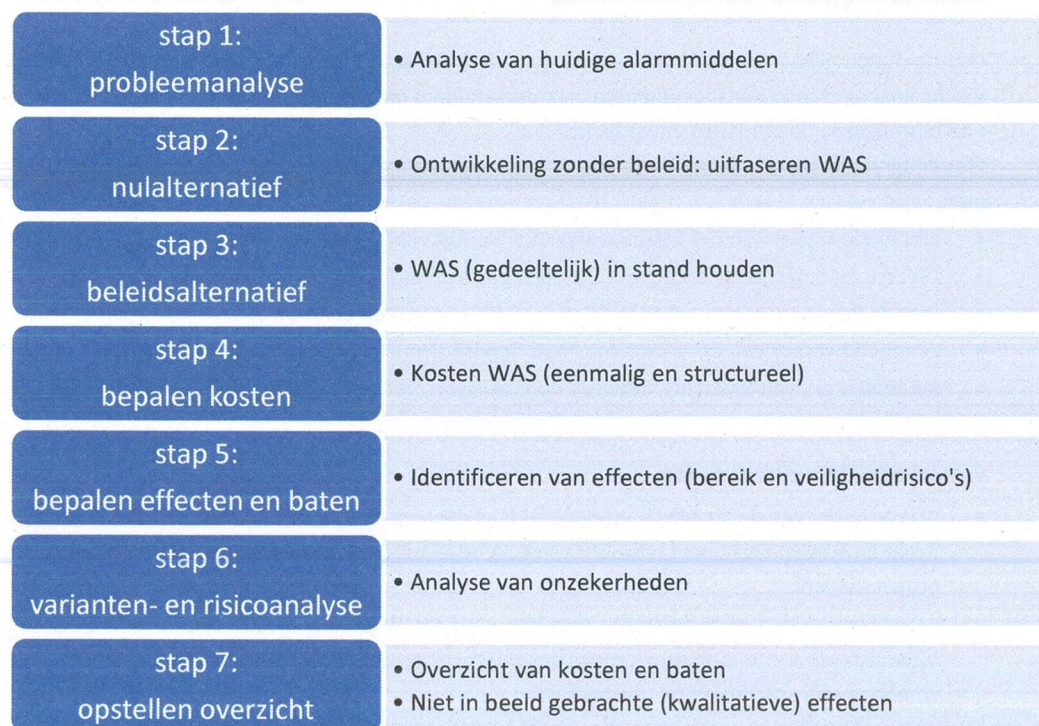 stap 1:
probleemanalyse
• Analyse van huidige alarmmiddelen
stap 2:
nulalternatief
• Ontwikkeling zonder beleid: uitfaseren WAS
stap 3:
beleidsalternatief
• WAS (gedeeltelijk) in stand houden
stap 4:
bepalen kosten
• Kosten WAS (eenmalig en structureel)
stap 5:
bepalen effecten en baten
• Identificeren van effecten (bereik en veiligheidrisico's)
stap 6:
varianten- en risicoanalyse
• Analyse van onzekerheden
stap 7:
opstellen overzicht
• Overzicht van kosten en baten
• Niet in beeld gebrachte (kwalitatieve) effecten